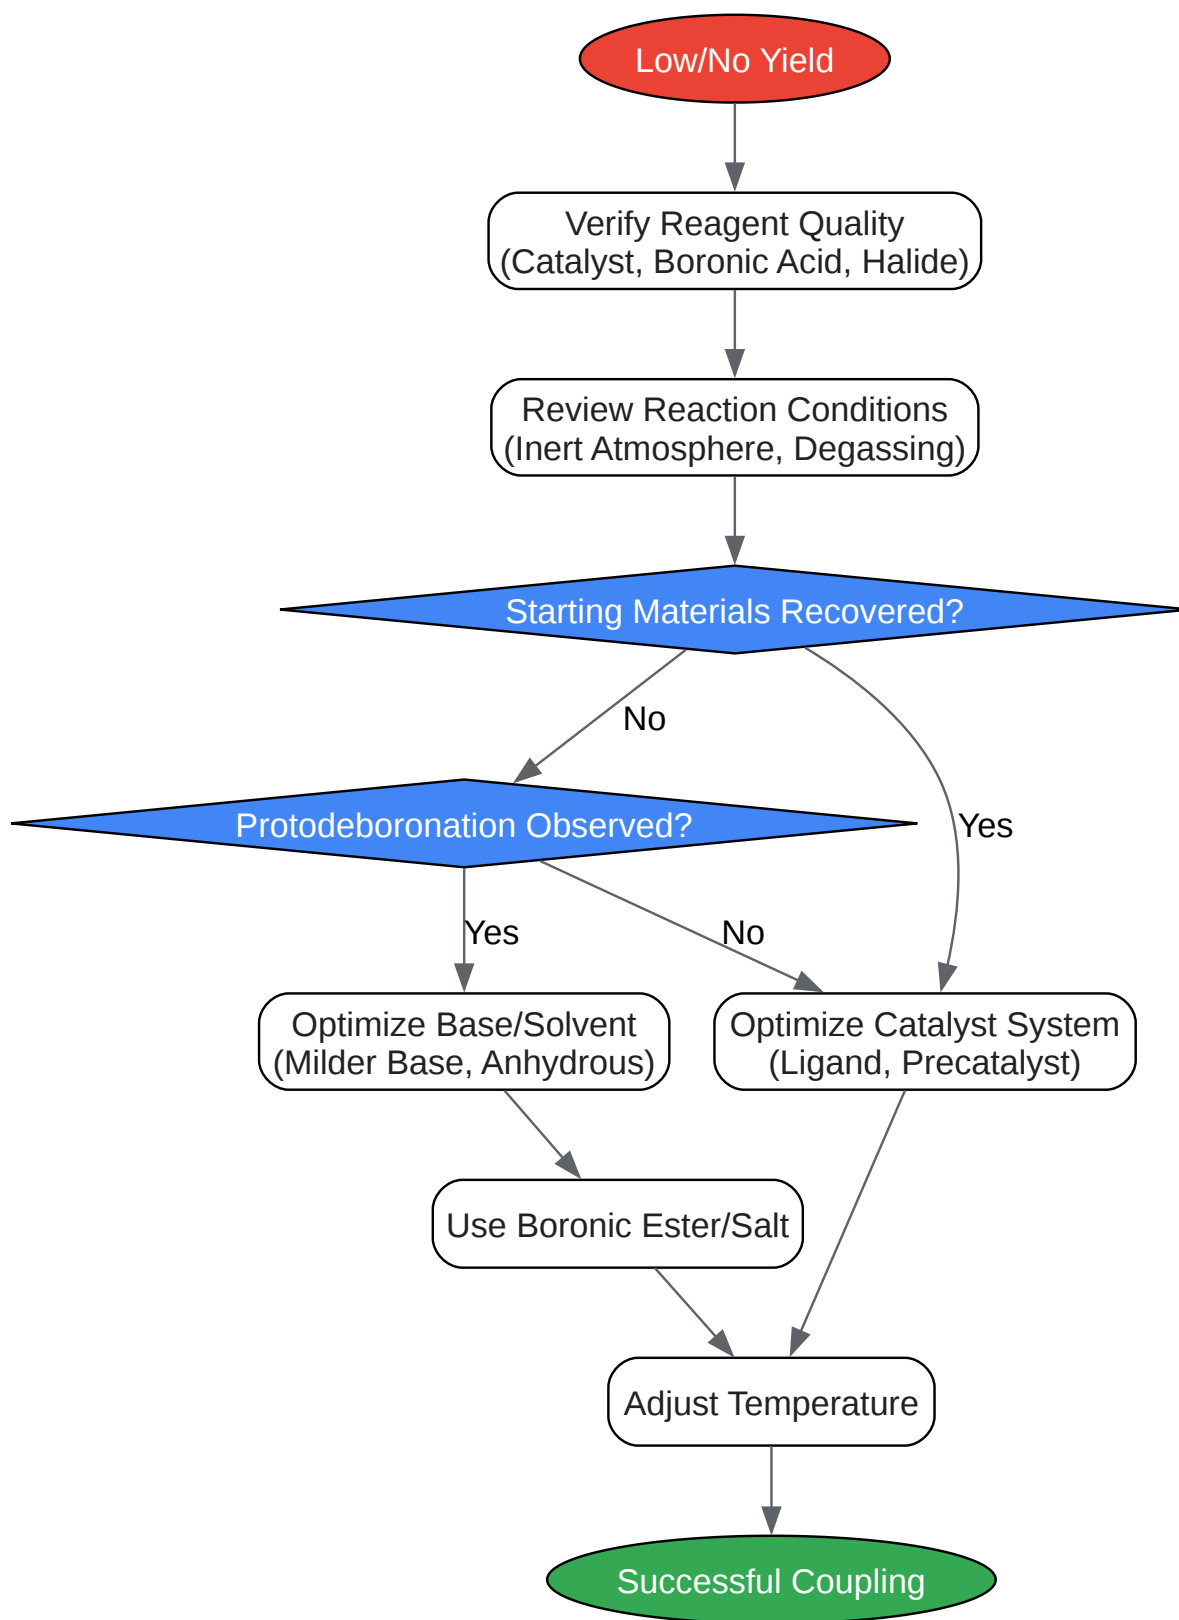 Low/No Yield
Verify Reagent Quality
(Catalyst, Boronic Acid, Halide)
Review Reaction Conditions
(Inert Atmosphere, Degassing)
Starting Materials Recovered?
No
Protodeboronation Observed?
Yes
Yes
No
Optimize Base/Solvent
(Milder Base, Anhydrous)
Optimize Catalyst System
(Ligand, Precatalyst)
Use Boronic Ester/Salt
Adjust Temperature
Successful Coupling